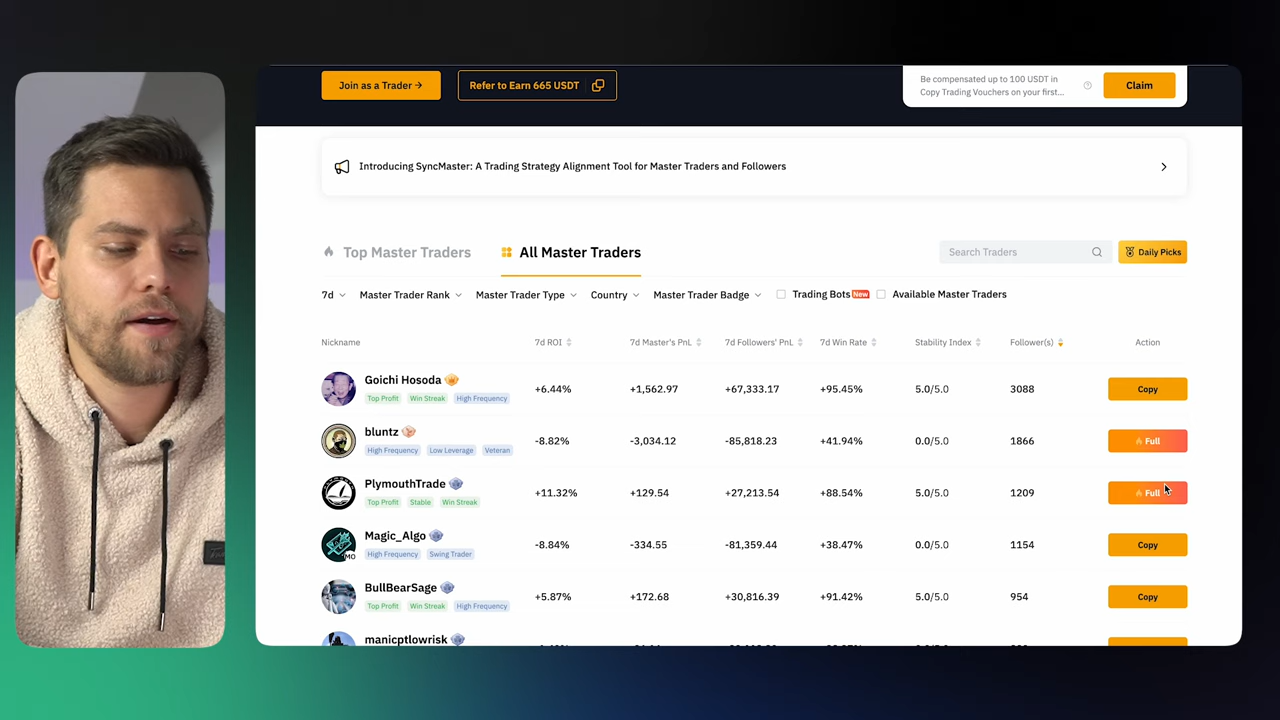 Join as a Trader →
Refer to Earn 665 USDT
Be compensated up to 100 USDT in
Copy Trading Vouchers on your first...
Claim
Introducing SyncMaster: A Trading Strategy Alignment Tool for Master Traders and Followers
Top Master Traders
All Master Traders
Search Traders
Daily Picks
7d
Master Trader Rank
Master Trader Type
Country
Master Trader Badge
Trading Bots New
Available Master Traders
Nickname 7d ROI 7d Master's PnL 7d Followers' PnL 7d Win Rate Stability Index Follower(s) Action
Goichi Hosoda
Top Profit Win Streak High Frequency
+6.44% +1,562.97 +67,333.17 +95.45% 5.0/5.0 3088 Copy
bluntz
High Frequency Low Leverage Veteran
-8.82% -3,034.12 -85,818.23 +41.94% 0.0/5.0 1866 Full
PlymouthTrade
Top Profit Stable Win Streak
+11.32% +129.54 +27,213.54 +88.54% 5.0/5.0 1209 Full
Magic_Algo
High Frequency Swing Trader
-8.84% -334.55 -81,359.44 +38.47% 0.0/5.0 1154 Copy
BullBearSage
Top Profit Win Streak High Frequency
+5.87% +172.68 +30,816.39 +91.42% 5.0/5.0 954 Copy
manicptlowrisk